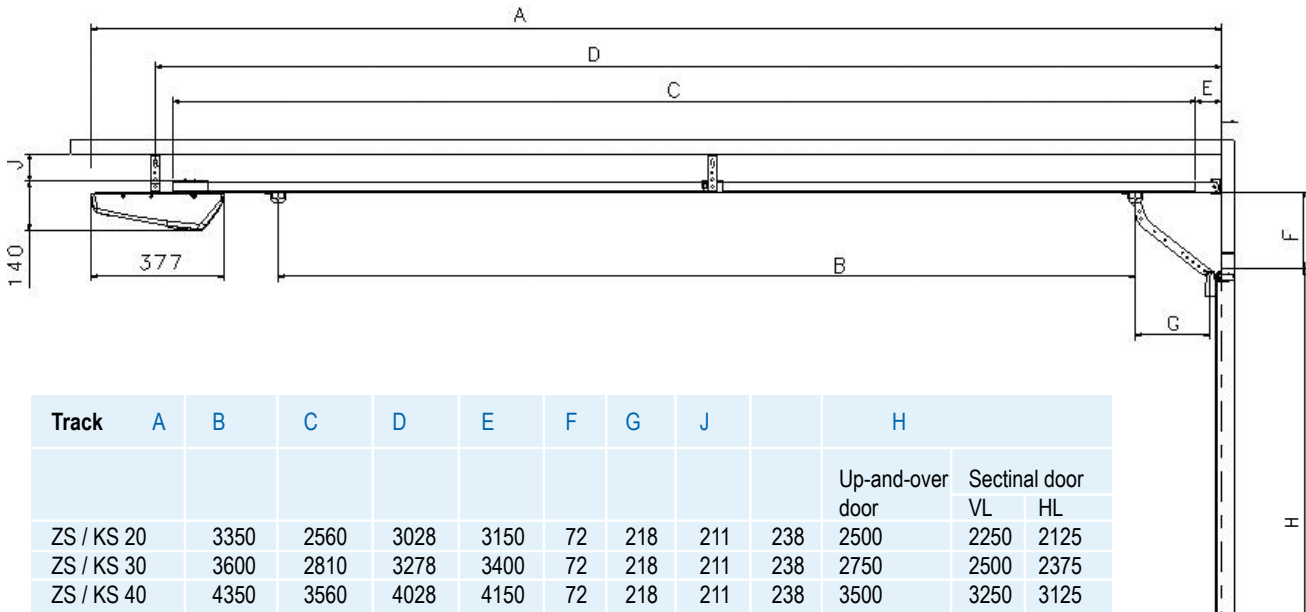 A
D
C
E
J
F
140
377
B
G
H
Track A B C D E F G J H
Up-and-over Sectinal door
door VL HL
ZS / KS 20 3350 2560 3028 3150 72 218 211 238 2500 2250 2125
ZS / KS 30 3600 2810 3278 3400 72 218 211 238 2750 2500 2375
ZS / KS 40 4350 3560 4028 4150 72 218 211 238 3500 3250 3125